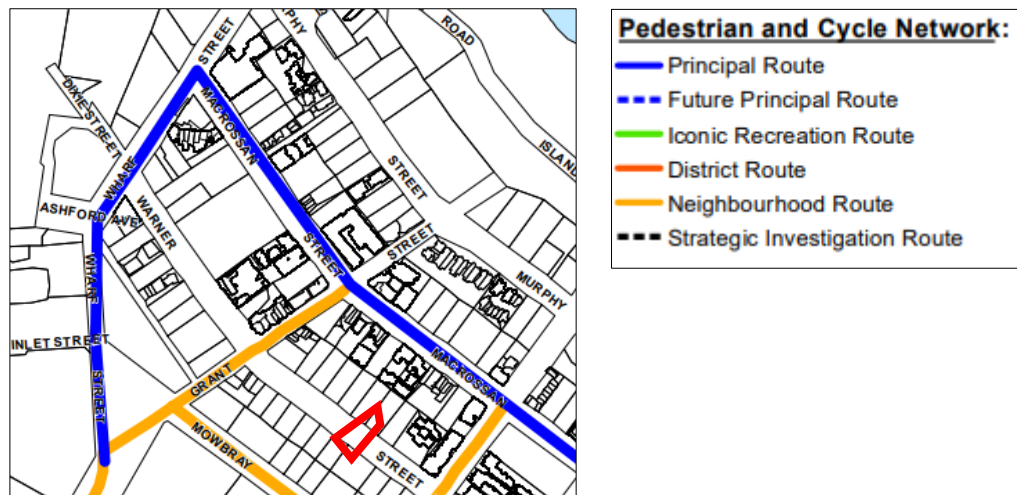 STREET
MURPHY
ROAD
DIXIE STREET
MACROSSAN
WHARF
STREET
ISLAND
ASHFORD AVE
WARNER
STREET
STREET
WHARF
MURPHY
INLET STREET
STREET
GRANT
MACROSSAN
MOWBRAY
STREET
Pedestrian and Cycle Network:
Principal Route
Future Principal Route
Iconic Recreation Route
District Route
Neighbourhood Route
Strategic Investigation Route